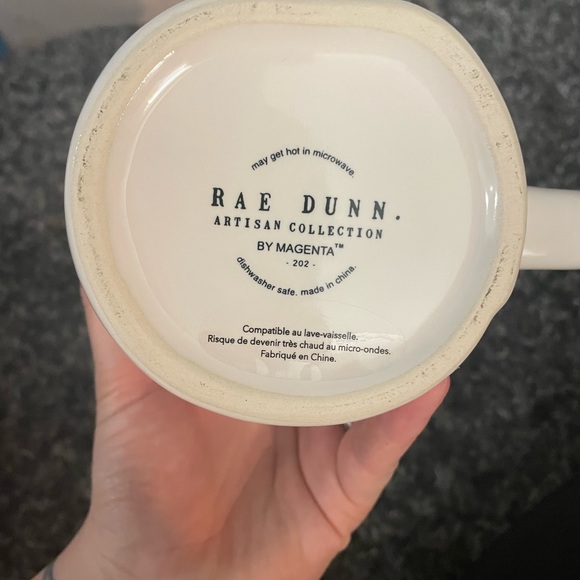 may get hot in microwave.
RAE DUNN.
ARTISAN COLLECTION
BY MAGENTA™
- 202 -
dishwasher safe. made in china.
Compatible au lave-vaisselle.
Risque de devenir très chaud au micro-ondes.
Fabriqué en Chine.